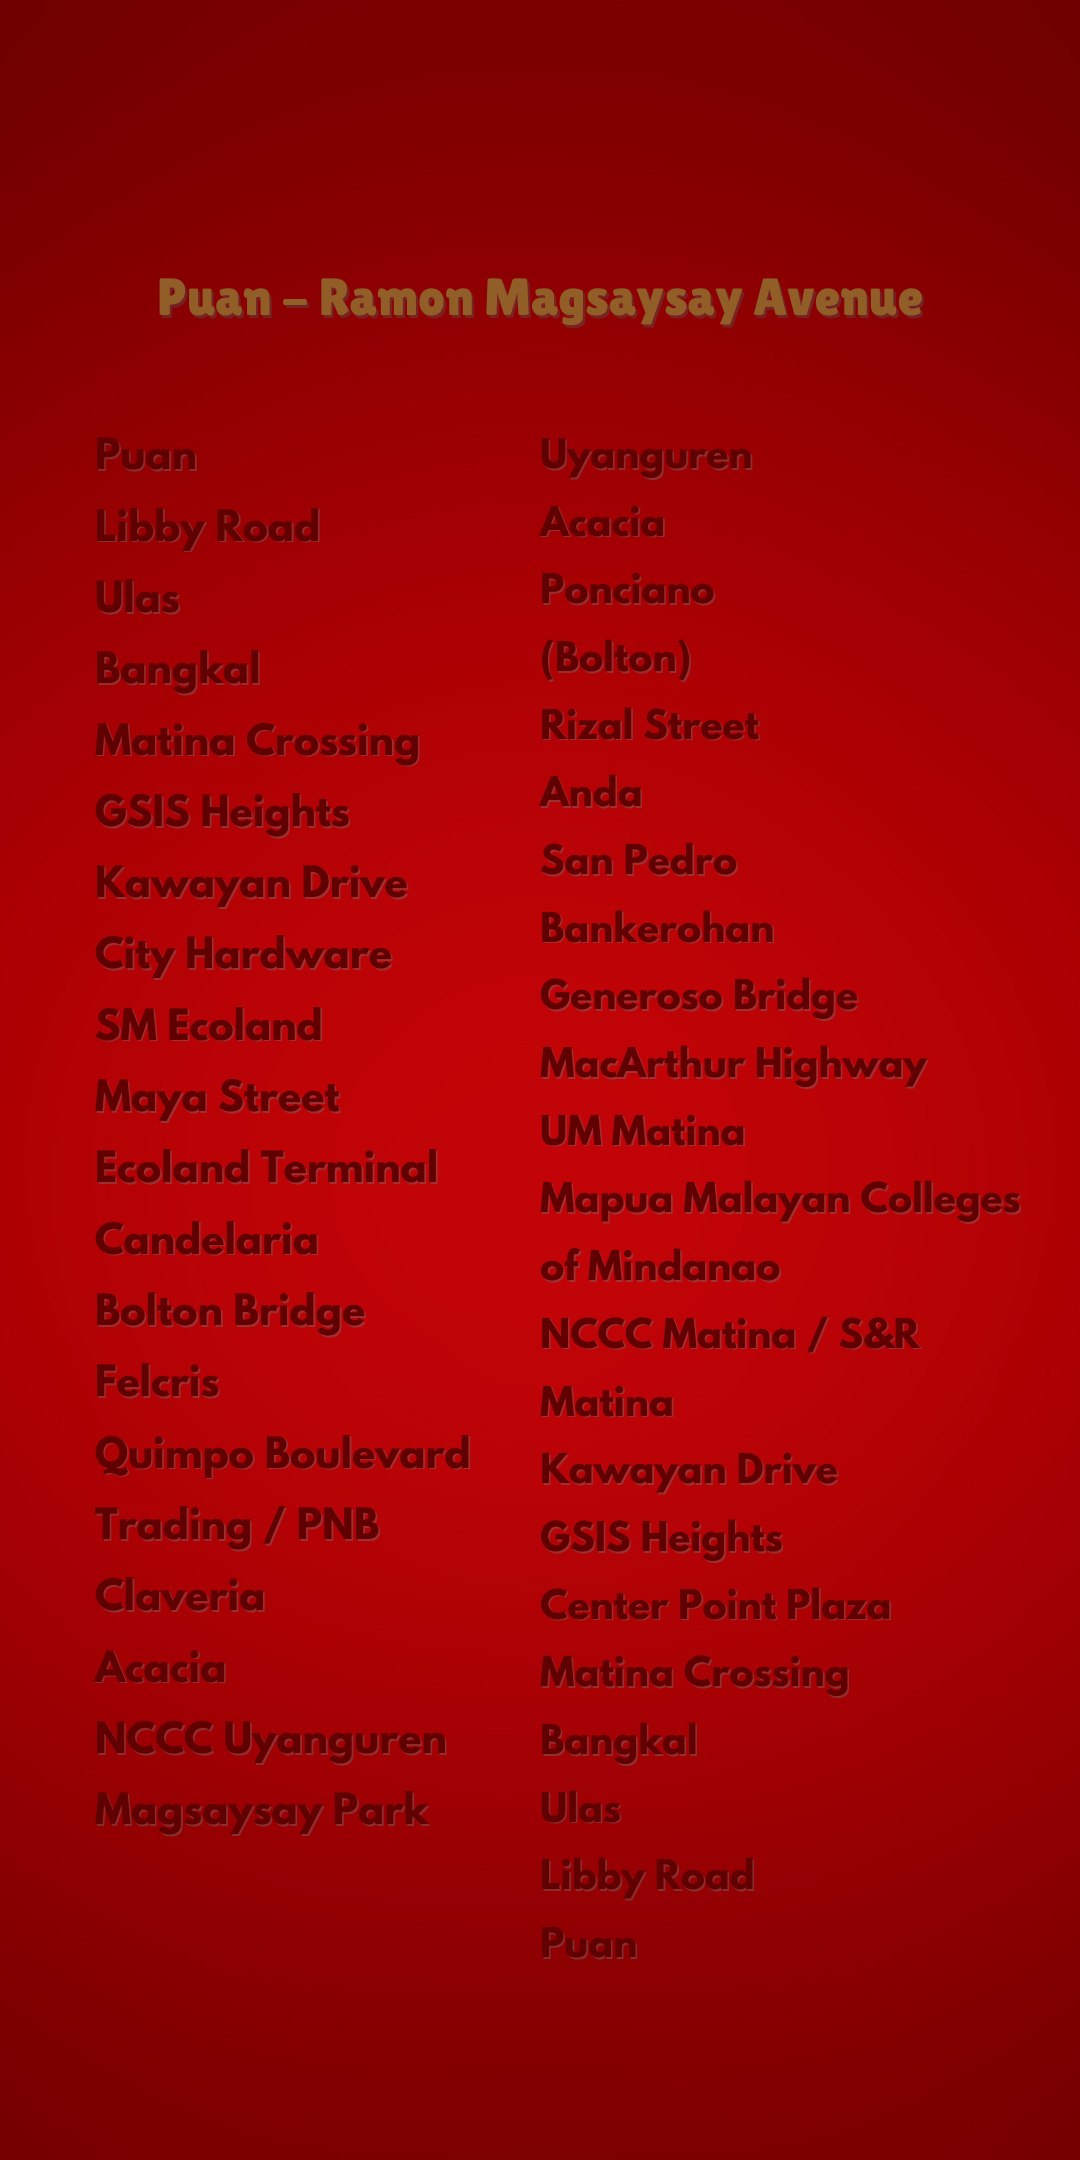 Puan – Ramon Magsaysay Avenue
Puan
Libby Road
Ulas
Bangkal
Matina Crossing
GSIS Heights
Kawayan Drive
City Hardware
SM Ecoland
Maya Street
Ecoland Terminal
Candelaria
Bolton Bridge
Felcris
Quimpo Boulevard
Trading / PNB
Claveria
Acacia
NCCC Uyanguren
Magsaysay Park
Uyanguren
Acacia
Ponciano
(Bolton)
Rizal Street
Anda
San Pedro
Bankerohan
Generoso Bridge
MacArthur Highway
UM Matina
Mapua Malayan Colleges
of Mindanao
NCCC Matina / S&R
Matina
Kawayan Drive
GSIS Heights
Center Point Plaza
Matina Crossing
Bangkal
Ulas
Libby Road
Puan